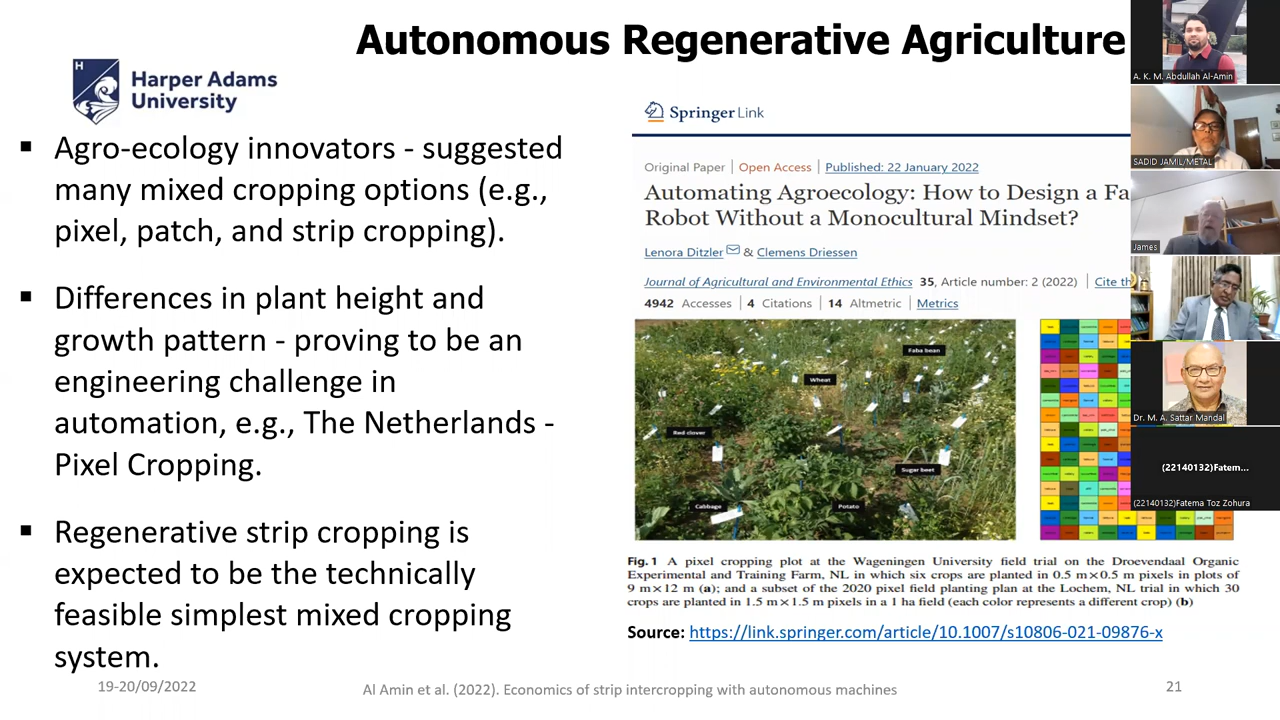 Autonomous Regenerative Agriculture
H
Harper Adams
University
▪ Agro-ecology innovators - suggested
many mixed cropping options (e.g.,
pixel, patch, and strip cropping).
▪ Differences in plant height and
growth pattern - proving to be an
engineering challenge in
automation, e.g., The Netherlands -
Pixel Cropping.
▪ Regenerative strip cropping is
expected to be the technically
feasible simplest mixed cropping
system.
Springer Link
Original Paper | Open Access | Published: 22 January 2022
Automating Agroecology: How to Design a Fa
Robot Without a Monocultural Mindset?
Lenora Ditzler & Clemens Driessen
Journal of Agricultural and Environmental Ethics 35, Article number: 2 (2022) | Cite th
4942 Accesses | 4 Citations | 14 Altmetric | Metrics
Faba bean
Wheat
Red clover
Sugar beet
Cabbage
Potato
Fig. 1 A pixel cropping plot at the Wageningen University field trial on the Droevendaal Organic
Experimental and Training Farm, NL in which six crops are planted in 0.5 m×0.5 m pixels in plots of
9 m×12 m (a); and a subset of the 2020 pixel field planting plan at the Lochem, NL trial in which 30
crops are planted in 1.5 m×1.5 m pixels in a 1 ha field (each color represents a different crop) (b)
Source: https://link.springer.com/article/10.1007/s10806-021-09876-x
19-20/09/2022
Al Amin et al. (2022). Economics of strip intercropping with autonomous machines
21
A. K. M. Abdullah Al-Amin
SADID JAMIL/METAL
James
Dr. M. A. Sattar Mandal
(22140132)Fatem...
(22140132)Fatema Toz Zohura